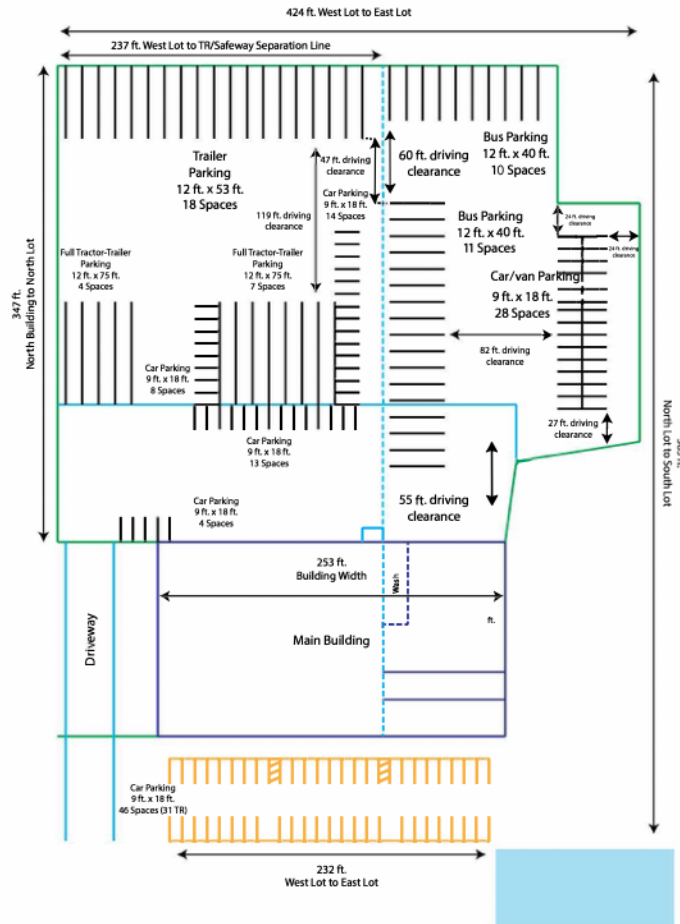 424 ft. West Lot to East Lot
237 ft. West Lot to TR/Safeway Separation Line
Trailer
Parking
12 ft. x 53 ft.
18 Spaces
47 ft. driving
clearance
60 ft. driving
clearance
Bus Parking
12 ft. x 40 ft.
10 Spaces
Car Parking
9 ft. x 18 ft.
14 Spaces
119 ft. driving
clearance
Bus Parking
12 ft. x 40 ft.
11 Spaces
24 ft. driving
clearance
24 ft. driving
clearance
Full Tractor-Trailer
Parking
12 ft. x 75 ft.
4 Spaces
Full Tractor-Trailer
Parking
12 ft. x 75 ft.
7 Spaces
Car/van Parking
9 ft. x 18 ft.
28 Spaces
347 ft.
North Building to North Lot
82 ft. driving
clearance
Car Parking
9 ft. x 18 ft.
8 Spaces
27 ft. driving
clearance
Car Parking
9 ft. x 18 ft.
13 Spaces
North Lot to South Lot
Car Parking
9 ft. x 18 ft.
4 Spaces
55 ft. driving
clearance
253 ft.
Building Width
Wash
ft.
Driveway
Main Building
Car Parking
9 ft. x 18 ft.
46 Spaces (31 TR)
232 ft.
West Lot to East Lot